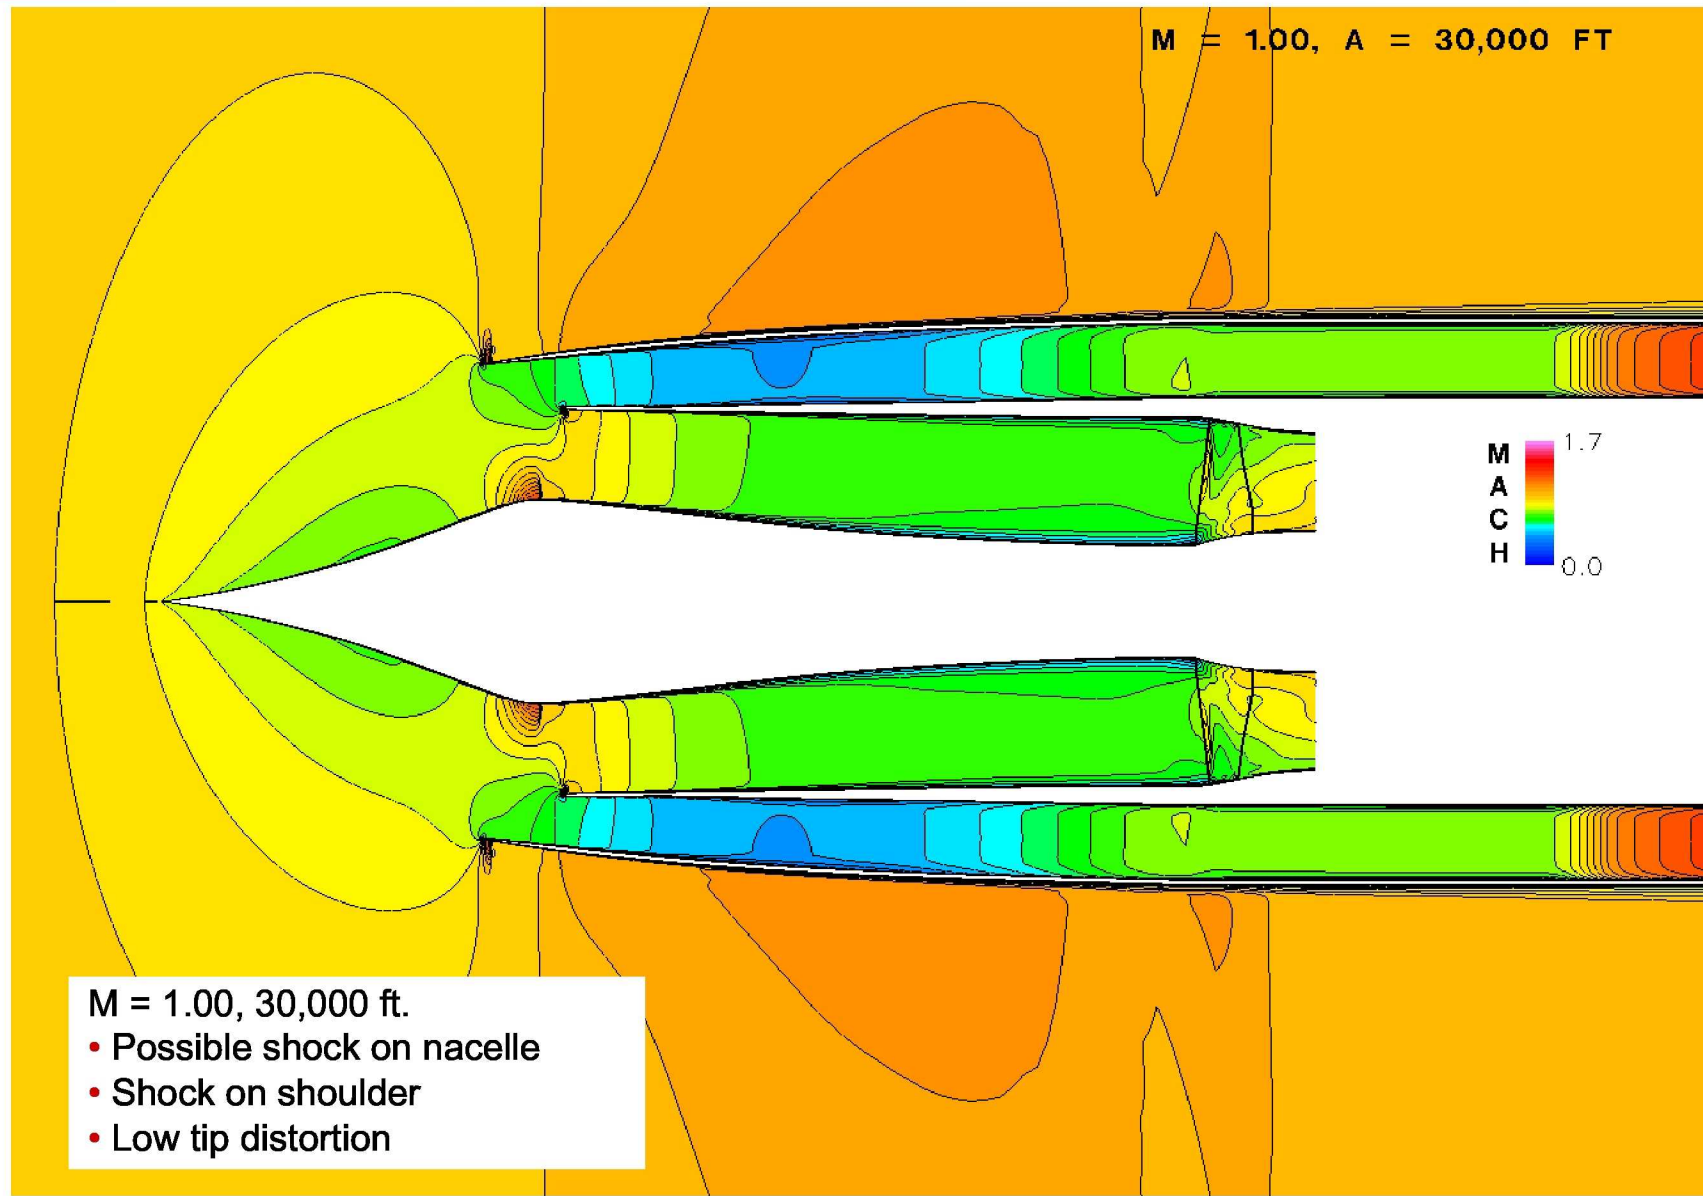 M = 1.00, A = 30,000 FT
1.7
M
A
C
H
0.0
M = 1.00, 30,000 ft.
• Possible shock on nacelle
• Shock on shoulder
• Low tip distortion